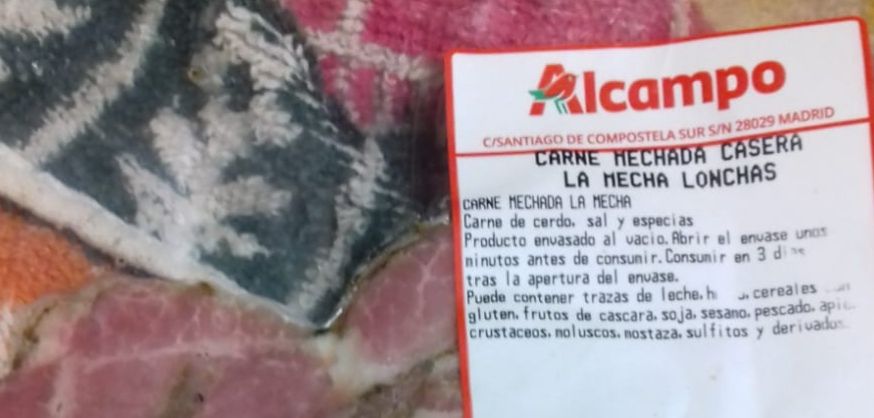 Alcampo
C/SANTIAGO DE COMPOSTELA SUR S/N 28029 MADRID
CARNE MECHADA CASERA
LA MECHA LONCHAS
CARNE MECHADA LA MECHA
Carne de cerdo, sal y especias
Producto envasado al vacio. Abrir el envase unos
minutos antes de consumir. Consumir en 3 dias
tras la apertura del envase.
Puede contener trazas de leche, cereales
gluten, frutos de cascara, soja, sesamo, pescado,
crustaceos, moluscos, mostaza, sulfitos y derivados.